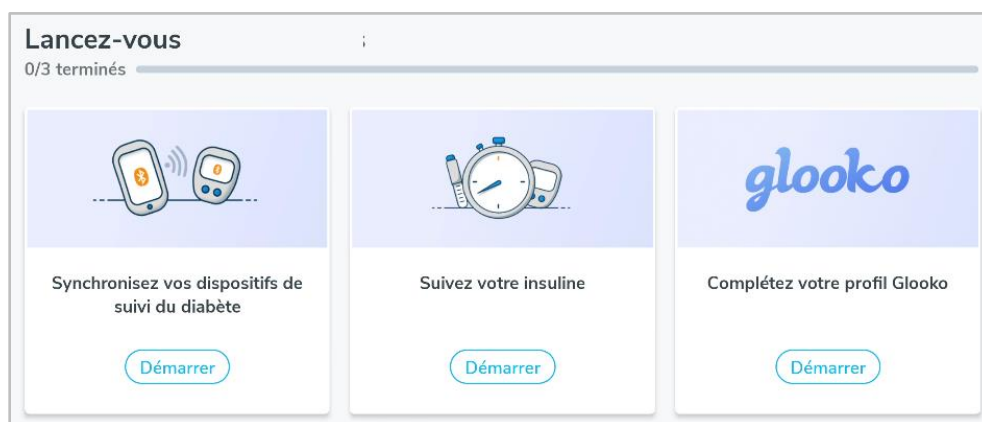 Lancez-vous
0/3 terminés
glooko
Synchronisez vos dispositifs de
suivi du diabète
Suivez votre insuline
Complétez votre profil Glooko
Démarrer
Démarrer
Démarrer